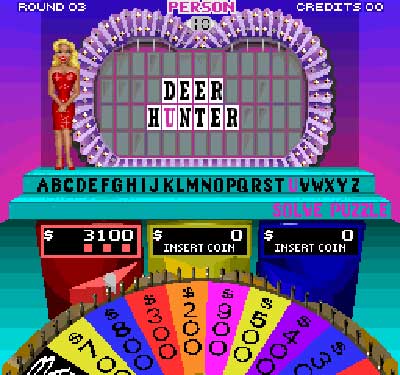 ROUND 03 PERSON CREDITS 00
DEER
HUNTER
ABCDEFGHIJKLMNOPQRSTUVWXYZ
SOLVE PUZZLE
$ 3100 $ 0 $ 0
INSERT COIN INSERT COIN
$700 $800 $300 $200 $900 $500 $